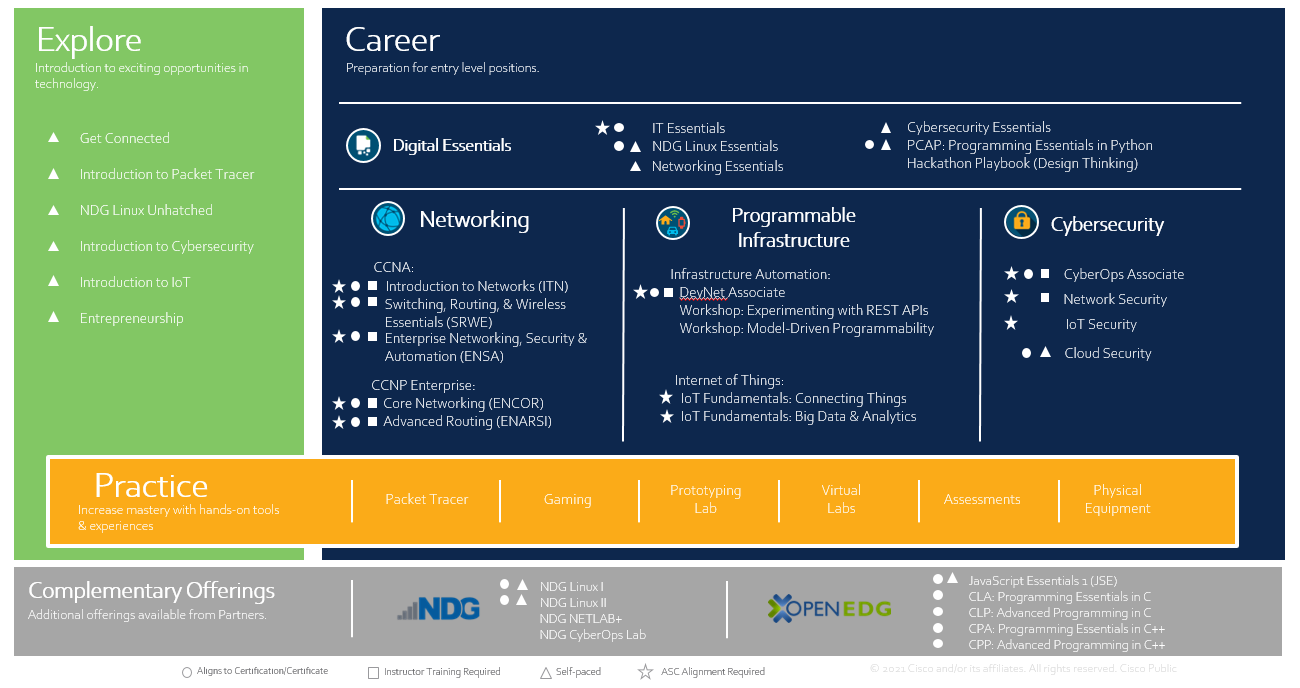 Explore
Introduction to exciting opportunities in
technology.
Get Connected
Introduction to Packet Tracer
NDG Linux Unhatched
Introduction to Cybersecurity
Introduction to IoT
Entrepreneurship
Career
Preparation for entry level positions.
Digital Essentials
IT Essentials
NDG Linux Essentials
Networking Essentials
Cybersecurity Essentials
PCAP: Programming Essentials in Python
Hackathon Playbook (Design Thinking)
Networking
CCNA:
Introduction to Networks (ITN)
Switching, Routing, & Wireless
Essentials (SRWE)
Enterprise Networking, Security &
Automation (ENSA)
CCNP Enterprise:
Core Networking (ENCOR)
Advanced Routing (ENARSI)
Programmable
Infrastructure
Infrastructure Automation:
DevNet Associate
Workshop: Experimenting with REST APIs
Workshop: Model-Driven Programmability
Internet of Things:
IoT Fundamentals: Connecting Things
IoT Fundamentals: Big Data & Analytics
Cybersecurity
CyberOps Associate
Network Security
IoT Security
Cloud Security
Practice
Increase mastery with hands-on tools
& experiences
Packet Tracer
Gaming
Prototyping
Lab
Virtual
Labs
Assessments
Physical
Equipment
Complementary Offerings
Additional offerings available from Partners.
NDG
NDG Linux I
NDG Linux II
NDG NETLAB+
NDG CyberOps Lab
OPENEDG
JavaScript Essentials 1 (JSE)
CLA: Programming Essentials in C
CLP: Advanced Programming in C
CPA: Programming Essentials in C++
CPP: Advanced Programming in C++
Aligns to Certification/Certificate
Instructor Training Required
Self-paced
ASC Alignment Required
© 2021 Cisco and/or its affiliates. All rights reserved. Cisco Public